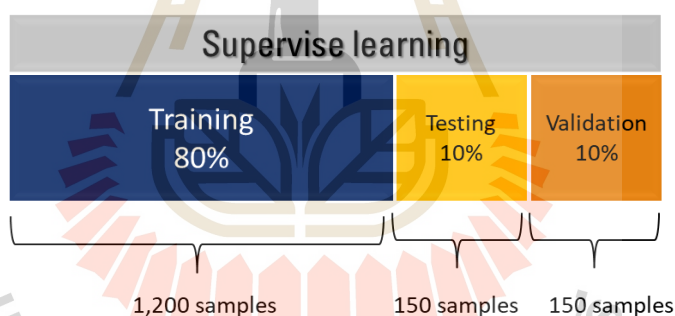 Supervise learning
Training
80%
Testing
10%
Validation
10%
1,200 samples
150 samples
150 samples